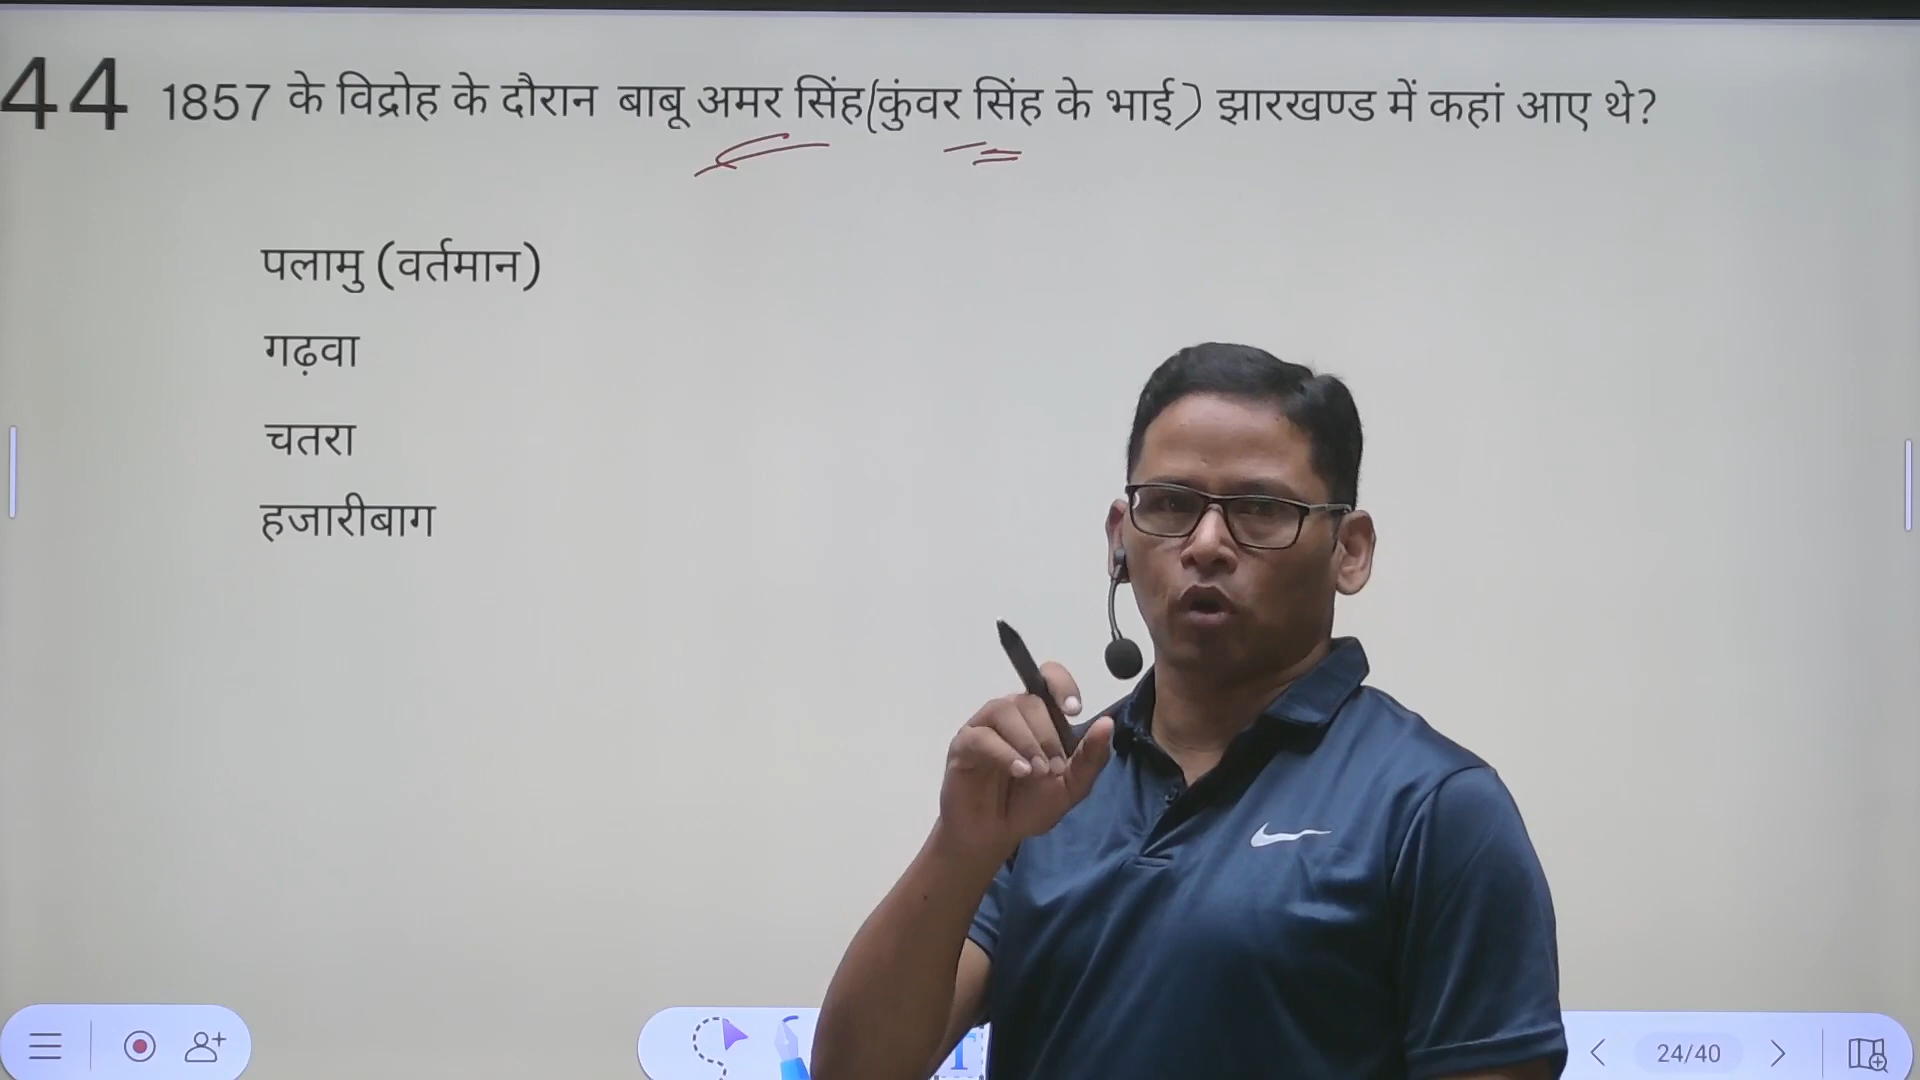 44 1857 के विद्रोह के दौरान बाबू अमर सिंह(कुंवर सिंह के भाई) झारखण्ड में कहां आए थे?
पलामु (वर्तमान)
गढ़वा
चतरा
हजारीबाग
T
24/40